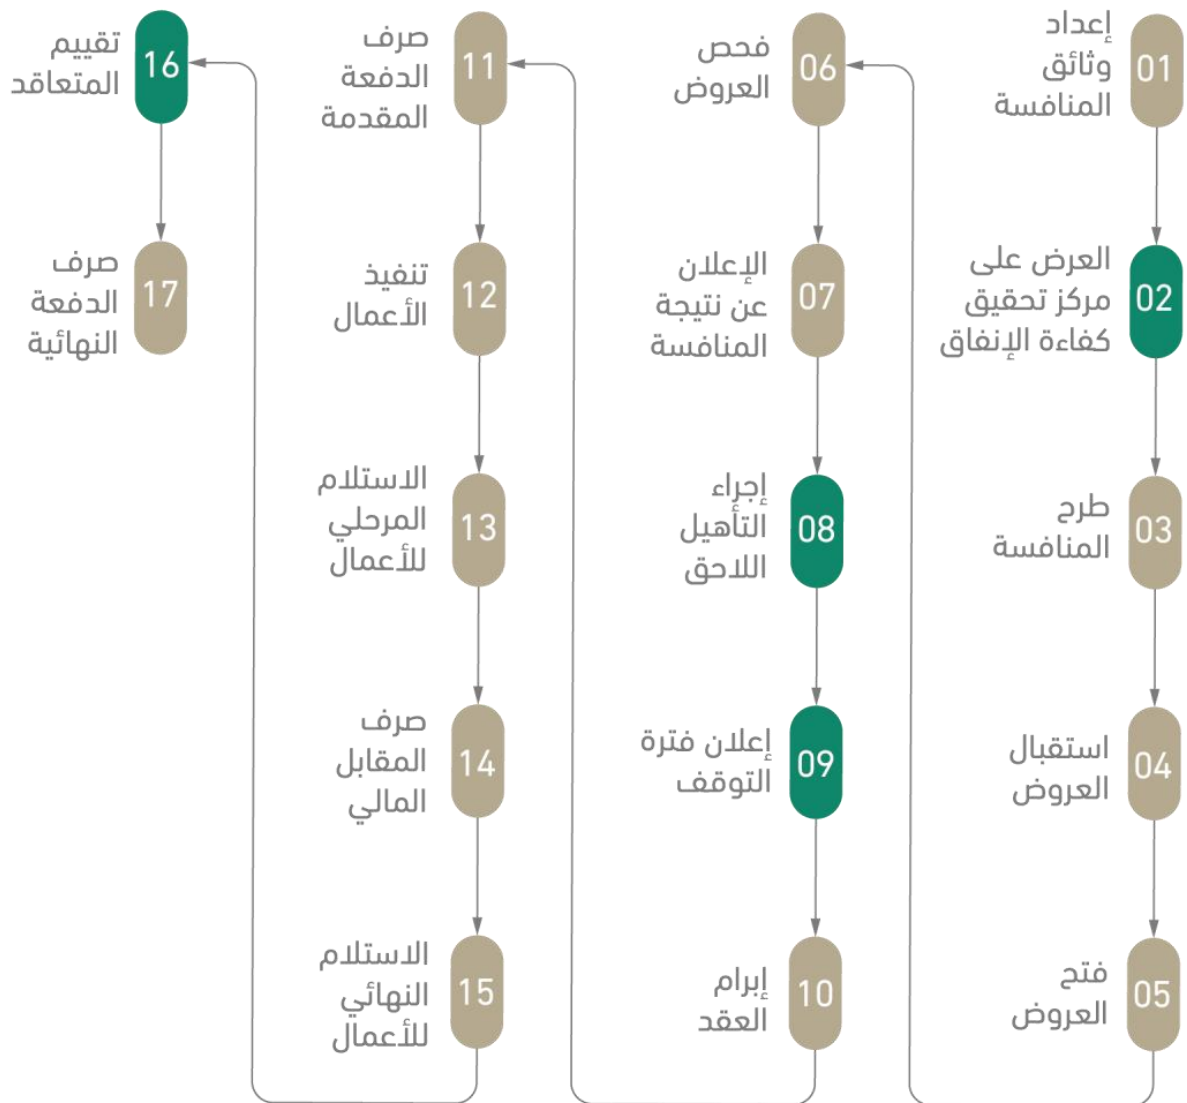 01
إعداد
وثائق
المنافسة
02
العرض على
مركز تحقيق
كفاءة الإنفاق
03
طرح
المنافسة
04
استقبال
العروض
05
فتح
العروض
06
فحص
العروض
07
الإعلان
عن نتيجة
المنافسة
08
إجراء
التأهيل
اللاحق
09
إعلان فترة
التوقف
10
إبرام
العقد
11
صرف
الدفعة
المقدمة
12
تنفيذ
الأعمال
13
الاستلام
المرحلي
للأعمال
14
صرف
المقابل
المالي
15
الاستلام
النهائي
للأعمال
16
تقييم
المتعاقد
17
صرف
الدفعة
النهائية